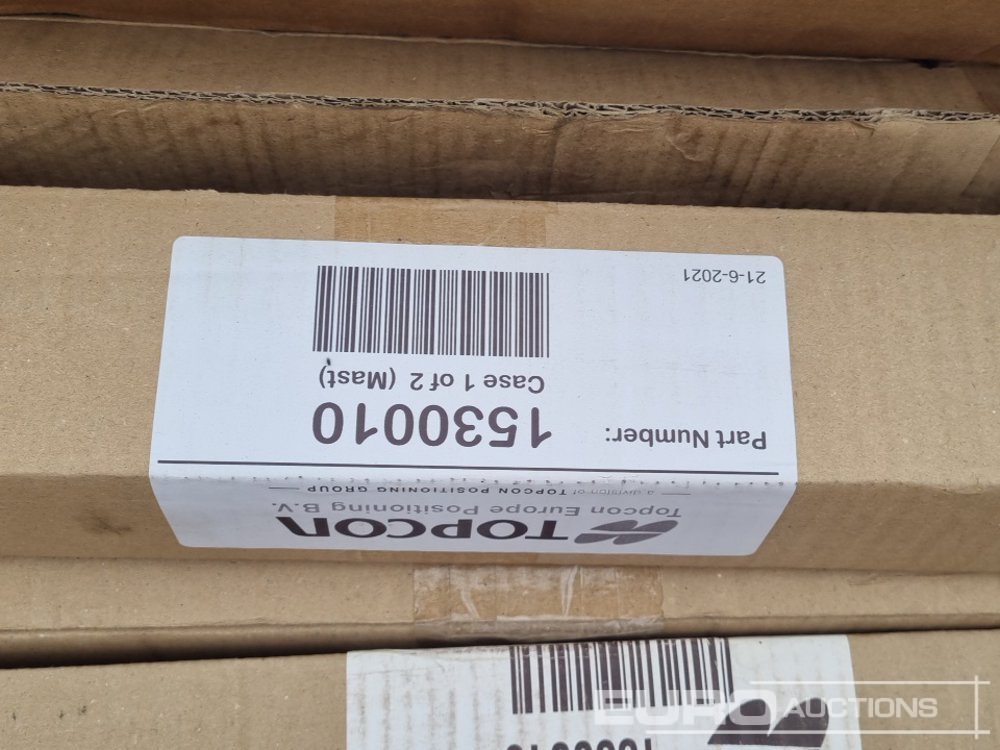 TOPCON
Topcon Europe Positioning B.V.
a division of TOPCON POSITIONING GROUP
Part Number: 1530010
Case 1 of 2 (Mast)
21-6-2021
EURO AUCTIONS